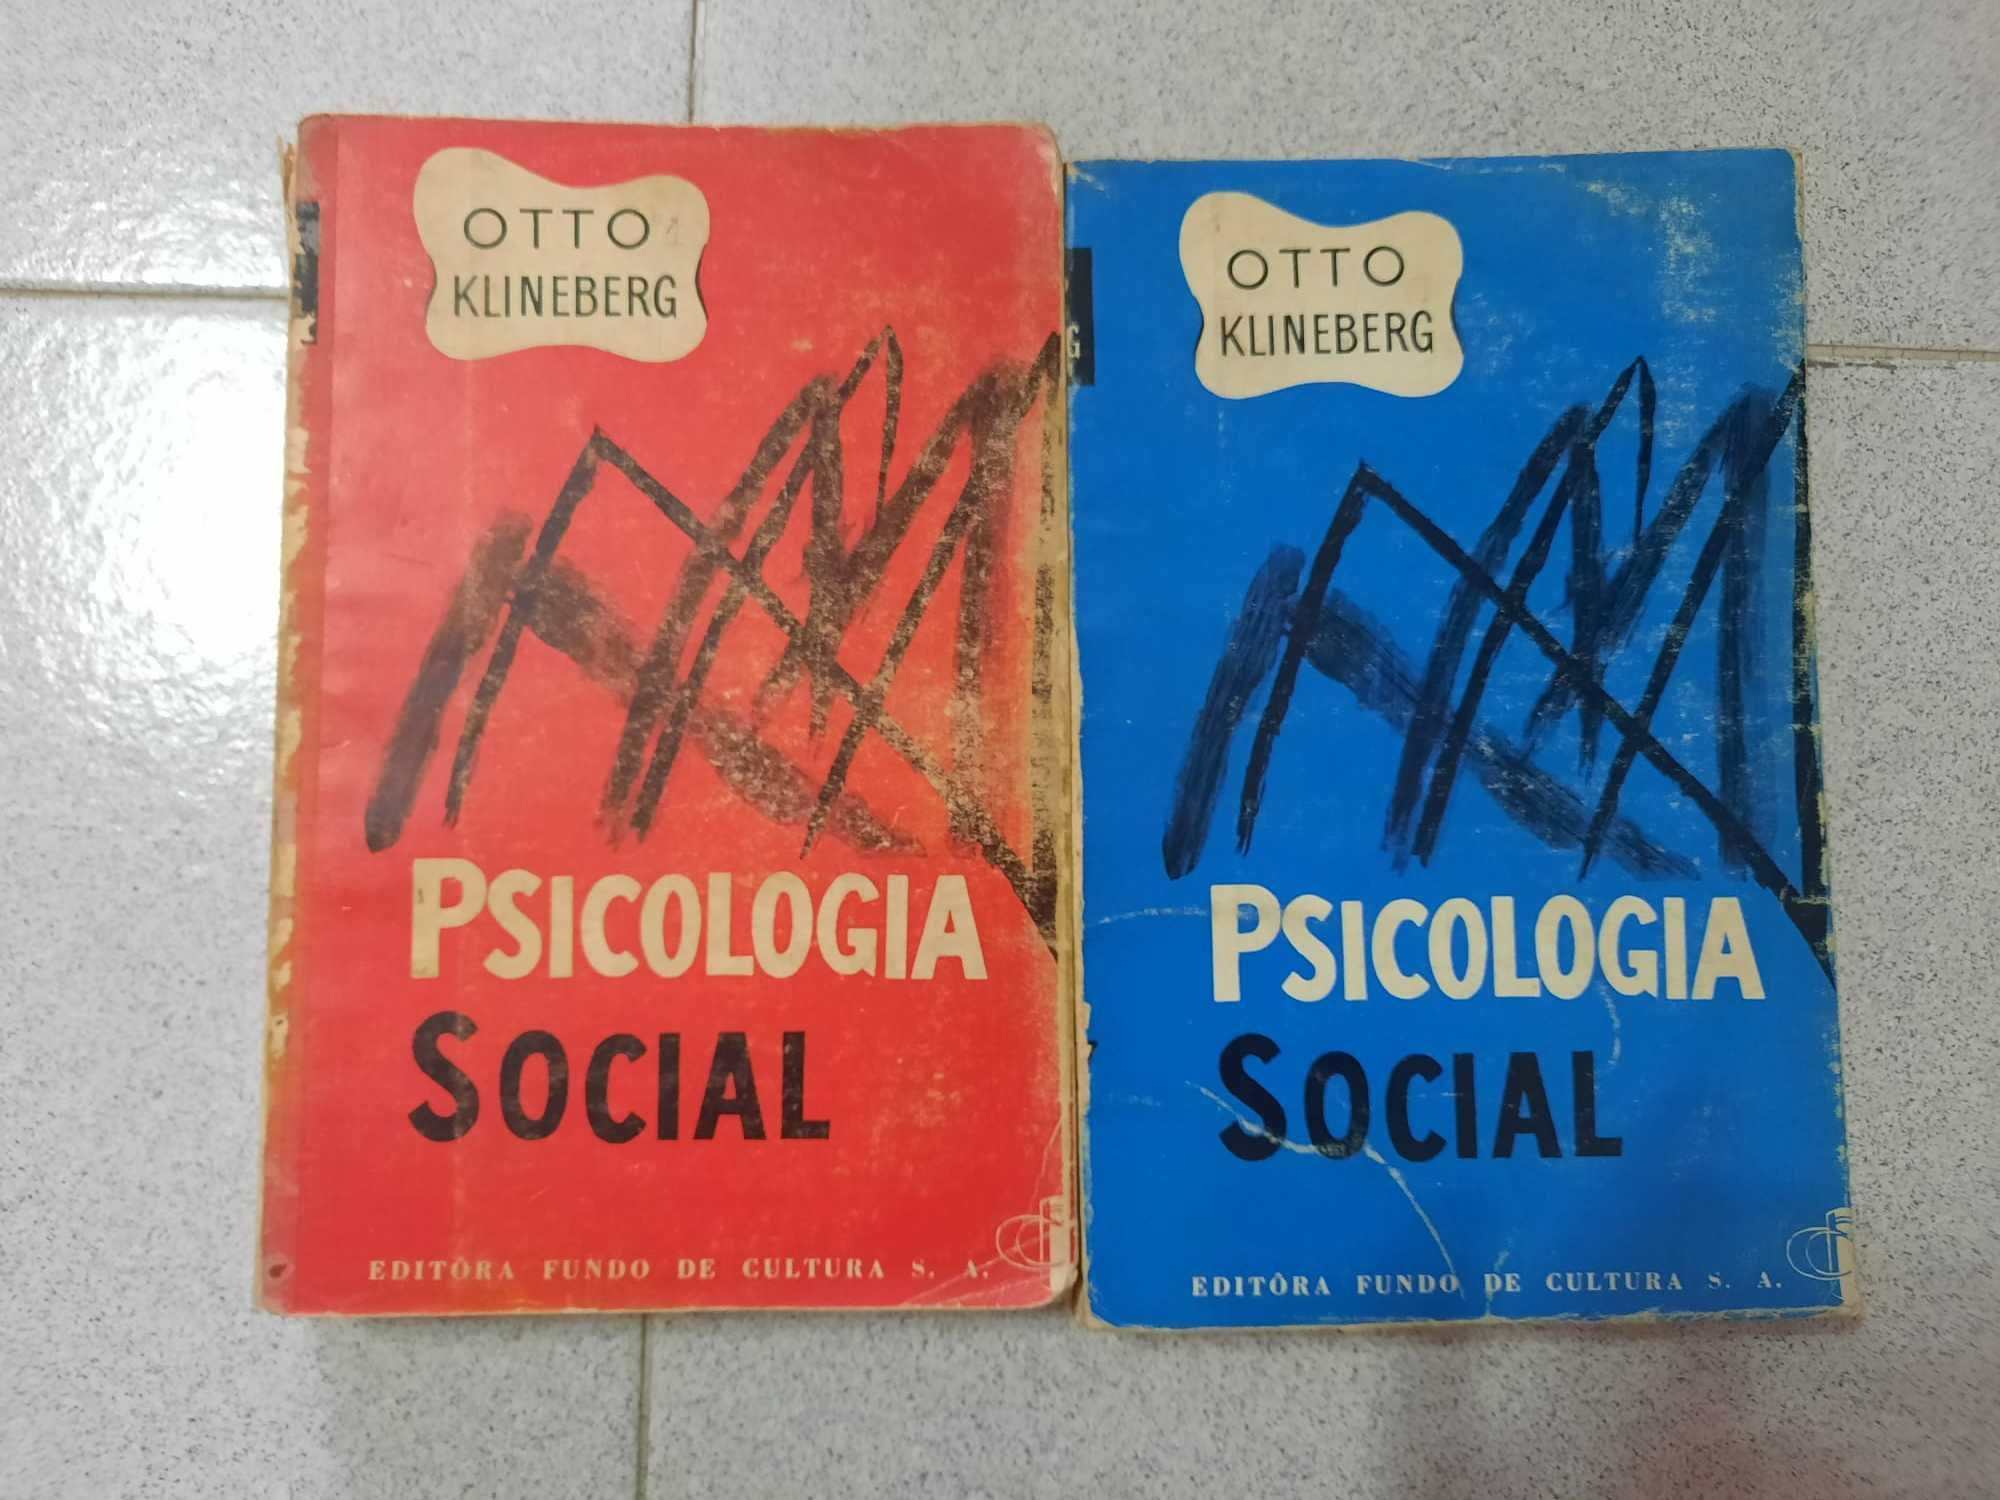 OTTO
KLINEBERG
PSICOLOGIA
SOCIAL
EDITÔRA FUNDO DE CULTURA S. A.
OTTO
KLINEBERG
PSICOLOGIA
SOCIAL
EDITÔRA FUNDO DE CULTURA S. A.